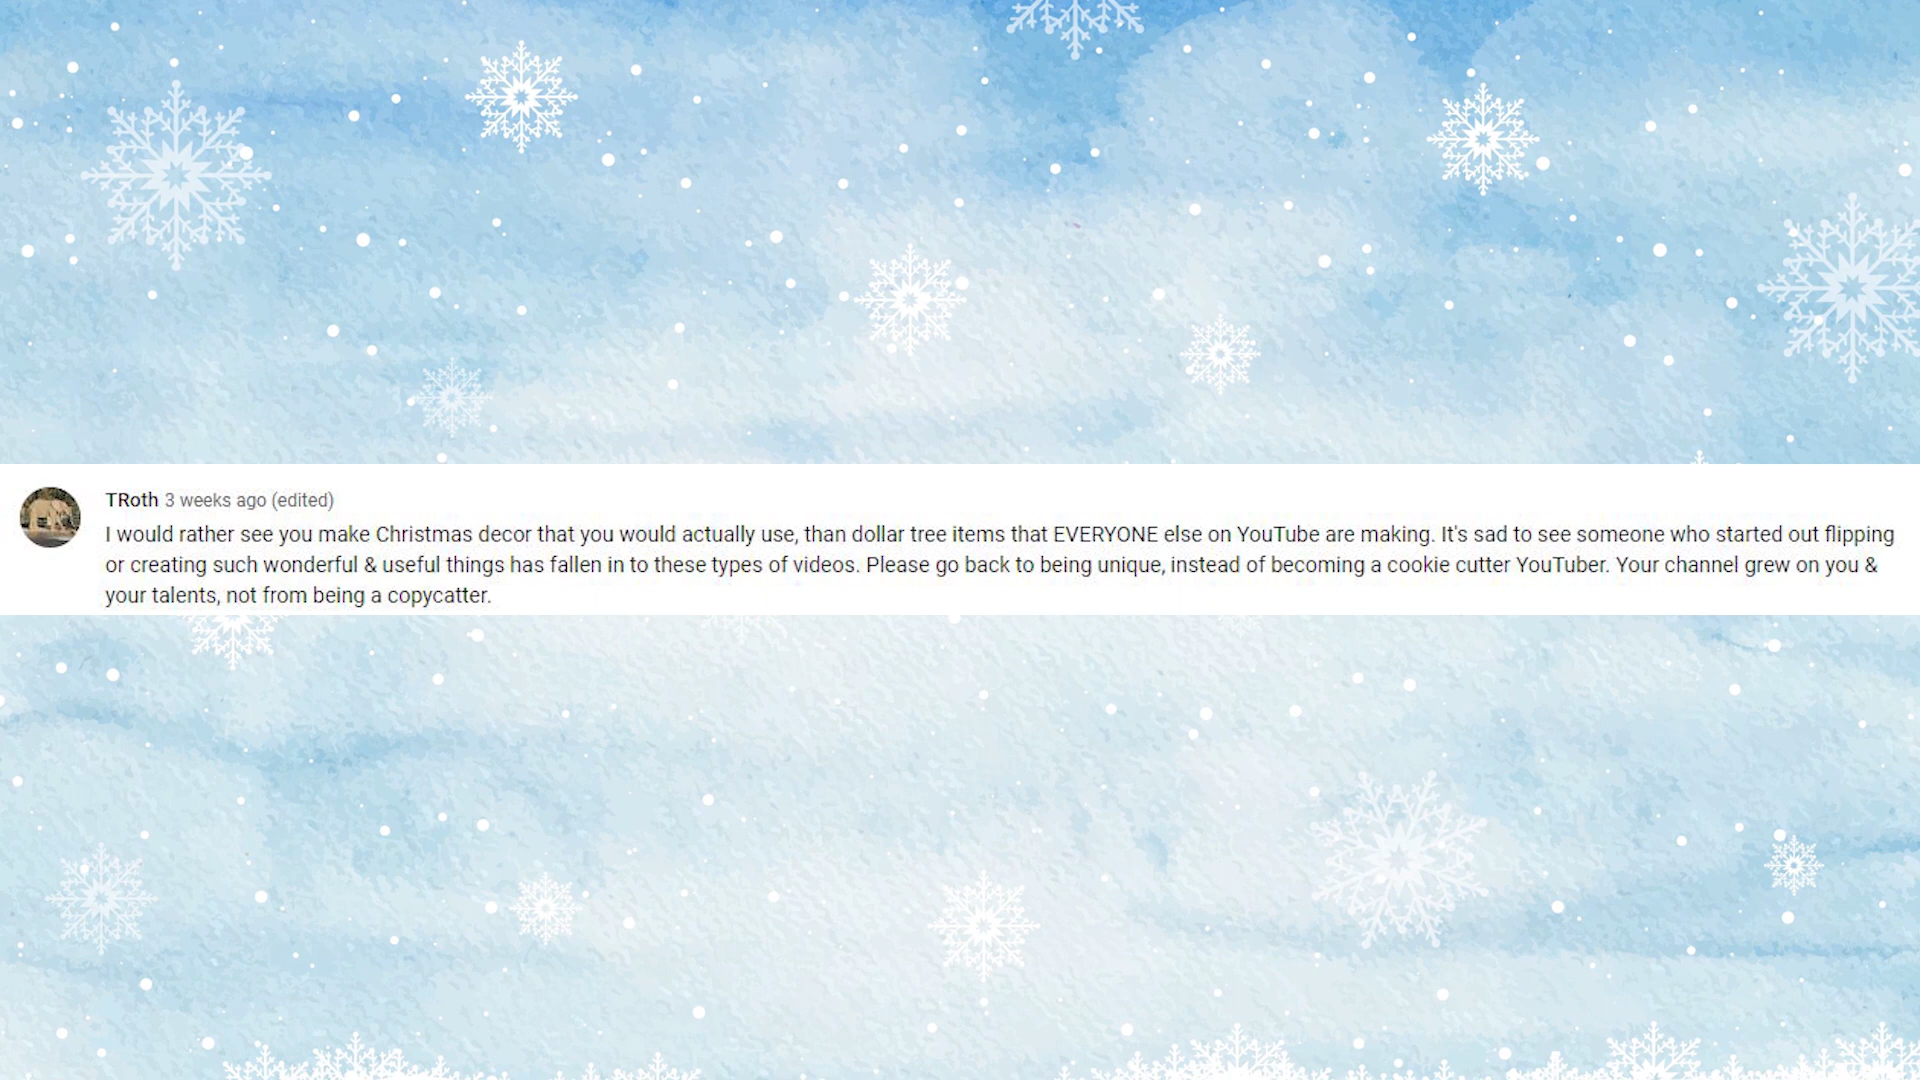 TRoth 3 weeks ago (edited)
I would rather see you make Christmas decor that you would actually use, than dollar tree items that EVERYONE else on YouTube are making. It's sad to see someone who started out flipping
or creating such wonderful & useful things has fallen in to these types of videos. Please go back to being unique, instead of becoming a cookie cutter YouTuber. Your channel grew on you &
your talents, not from being a copycatter.